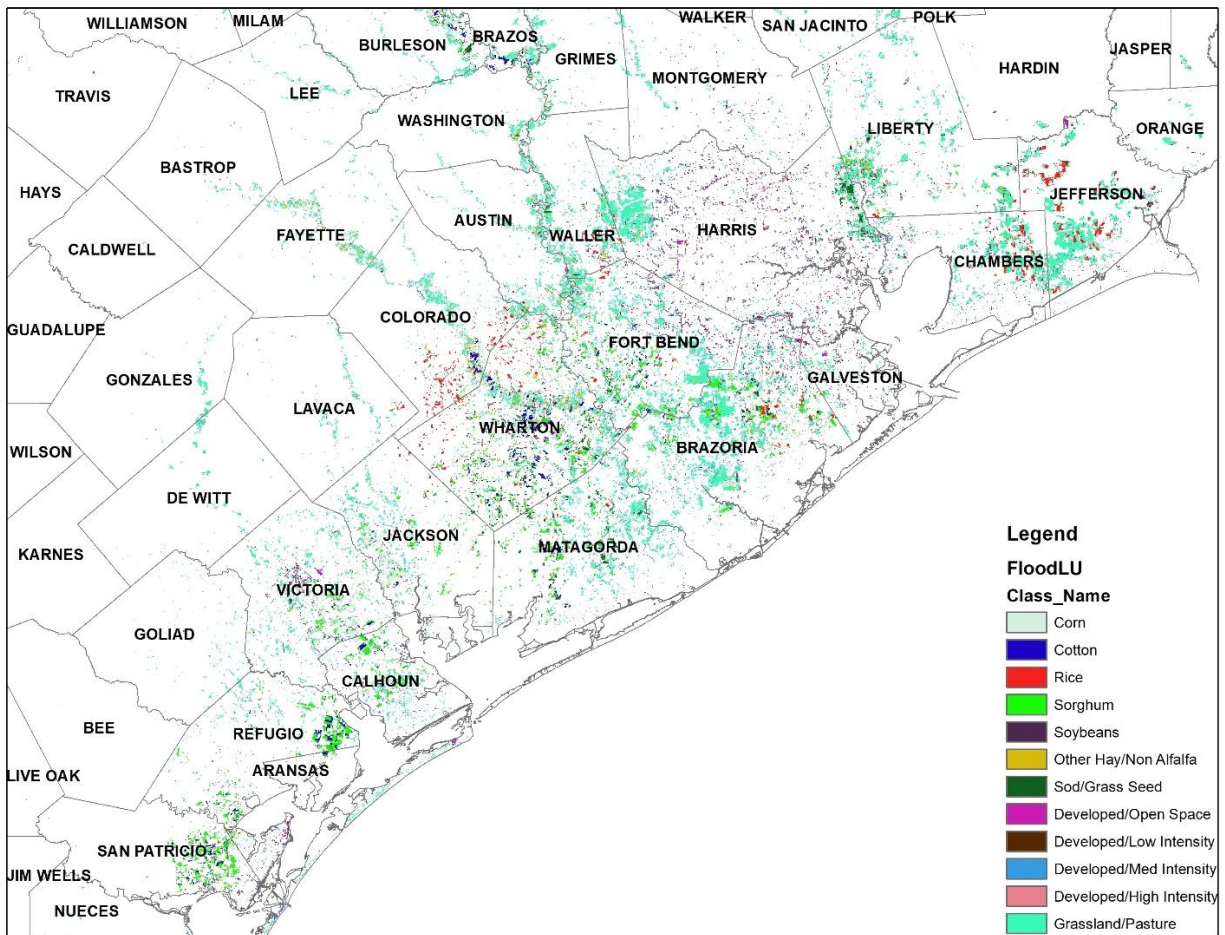 WILLIAMSON
MILAM
BURLESON
BRAZOS
GRIMES
WALKER
SAN JACINTO
POLK
JASPER
TRAVIS
LEE
WASHINGTON
MONTGOMERY
HARDIN
LIBERTY
ORANGE
BASTROP
HAYS
CALDWELL
FAYETTE
AUSTIN
WALLER
HARRIS
JEFFERSON
CHAMBERS
GUADALUPE
GONZALES
COLORADO
FORT BEND
GALVESTON
LAVACA
WHARTON
BRAZORIA
WILSON
DE WITT
KARNES
JACKSON
MATAGORDA
VICTORIA
GOLIAD
CALHOUN
BEE
REFUGIO
LIVE OAK
ARANSAS
SAN PATRICIO
JIM WELLS
NUECES
Legend
FloodLU
Class_Name
Corn
Cotton
Rice
Sorghum
Soybeans
Other Hay/Non Alfalfa
Sod/Grass Seed
Developed/Open Space
Developed/Low Intensity
Developed/Med Intensity
Developed/High Intensity
Grassland/Pasture